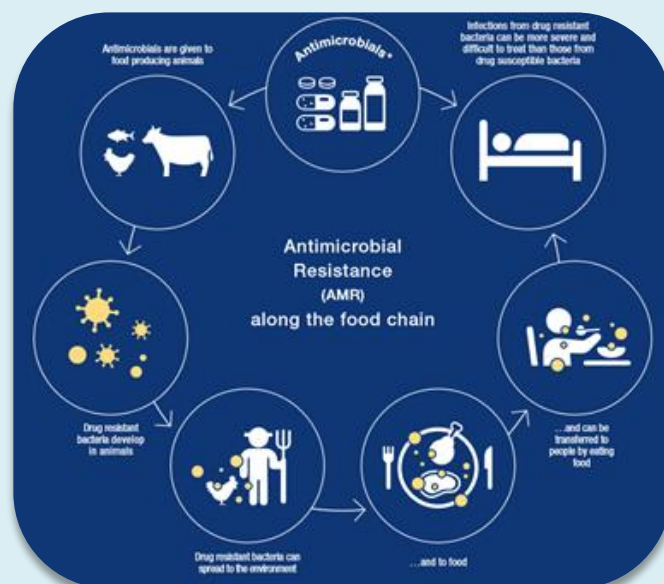 Antimicrobials*
Antimicrobials are given to
food producing animals
Infections from drug resistant
bacteria can be more severe and
difficult to treat than those from
drug susceptible bacteria
Antimicrobial
Resistance
(AMR)
along the food chain
Drug resistant
bacteria develop
in animals
...and can be
transferred to
people by eating
food
Drug resistant bacteria can
spread to the environment
...and to food